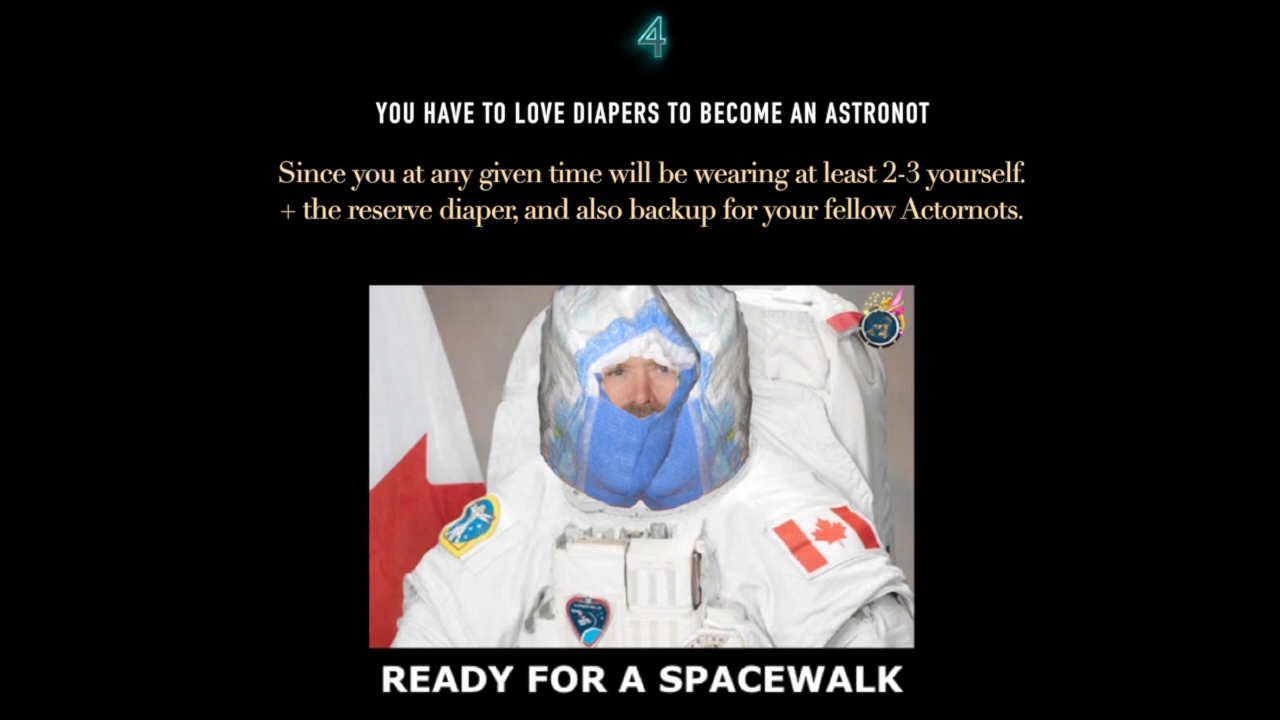 4
YOU HAVE TO LOVE DIAPERS TO BECOME AN ASTRONOT
Since you at any given time will be wearing at least 2-3 yourself.
+ the reserve diaper, and also backup for your fellow Actornots.
READY FOR A SPACEWALK